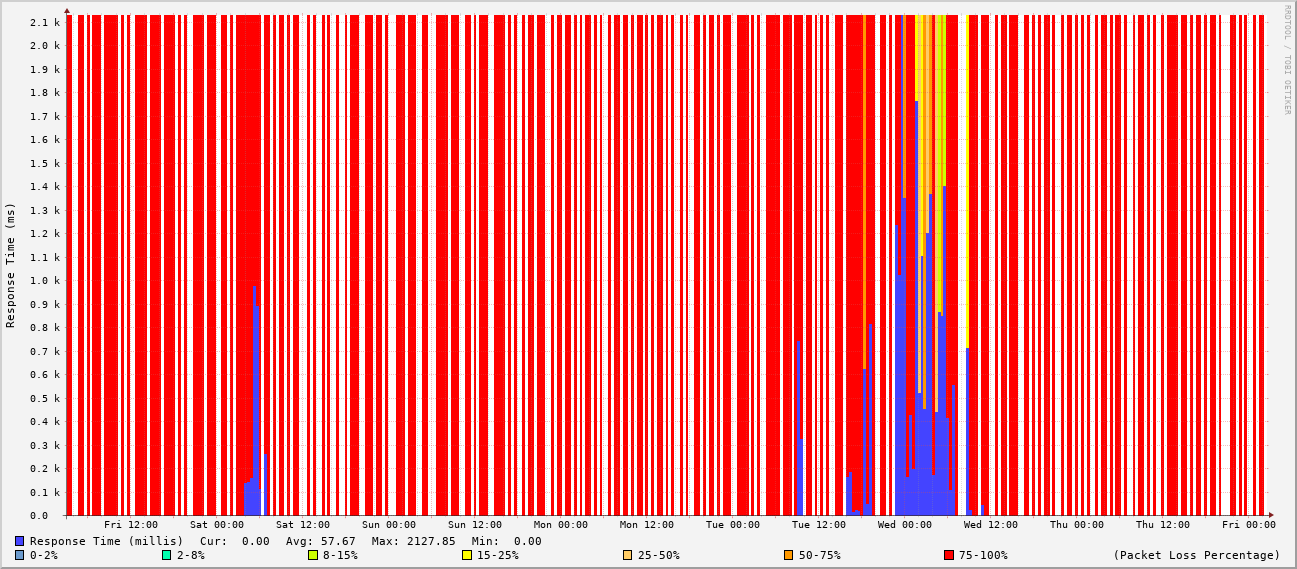 RRDTOOL / TOBI OETIKER
Response Time (ms)
2.1 k
2.0 k
1.9 k
1.8 k
1.7 k
1.6 k
1.5 k
1.4 k
1.3 k
1.2 k
1.1 k
1.0 k
0.9 k
0.8 k
0.7 k
0.6 k
0.5 k
0.4 k
0.3 k
0.2 k
0.1 k
0.0
Fri 12:00 Sat 00:00 Sat 12:00 Sun 00:00 Sun 12:00 Mon 00:00 Mon 12:00 Tue 00:00 Tue 12:00 Wed 00:00 Wed 12:00 Thu 00:00 Thu 12:00 Fri 00:00
Response Time (millis) Cur: 0.00 Avg: 57.67 Max: 2127.85 Min: 0.00
0-2% 2-8% 8-15% 15-25% 25-50% 50-75% 75-100% (Packet Loss Percentage)